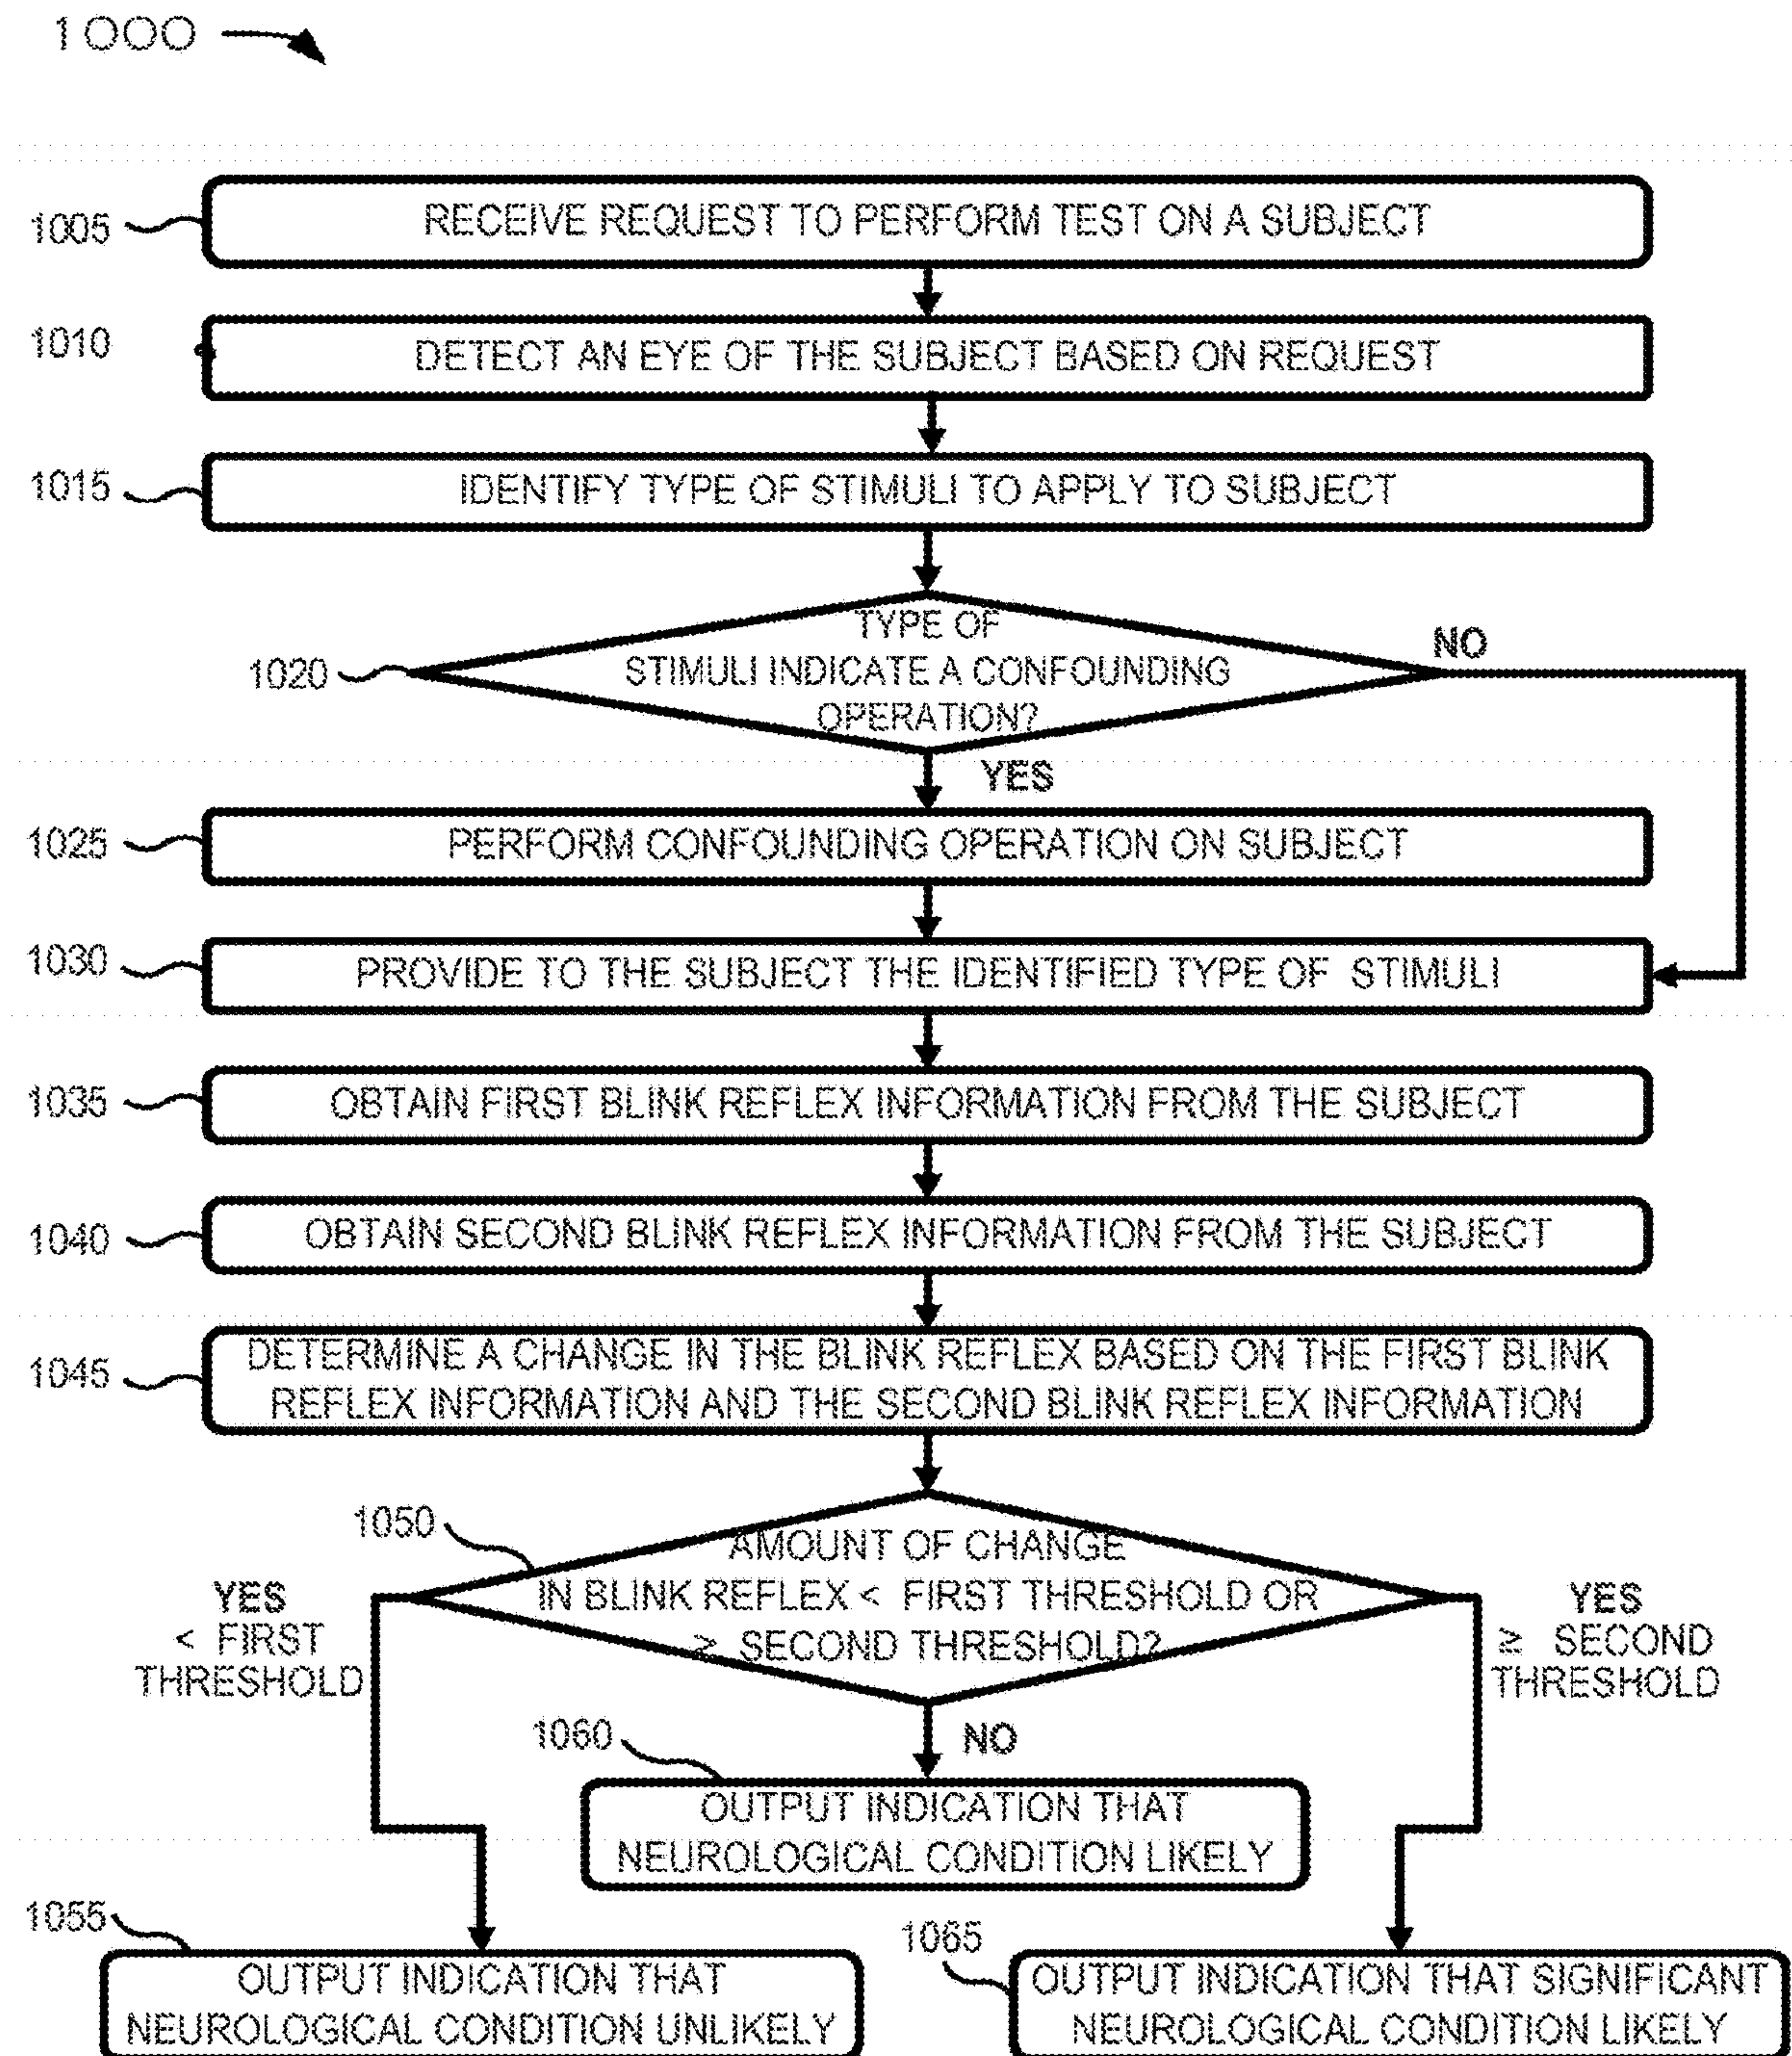 1000
1005
RECEIVE REQUEST TO PERFORM TEST ON A SUBJECT
1010
DETECT AN EYE OF THE SUBJECT BASED ON REQUEST
1015
IDENTIFY TYPE OF STIMULI TO APPLY TO SUBJECT
1020
TYPE OF
STIMULI INDICATE A CONFOUNDING
OPERATION?
NO
YES
1025
PERFORM CONFOUNDING OPERATION ON SUBJECT
1030
PROVIDE TO THE SUBJECT THE IDENTIFIED TYPE OF STIMULI
1035
OBTAIN FIRST BLINK REFLEX INFORMATION FROM THE SUBJECT
1040
OBTAIN SECOND BLINK REFLEX INFORMATION FROM THE SUBJECT
1045
DETERMINE A CHANGE IN THE BLINK REFLEX BASED ON THE FIRST BLINK
REFLEX INFORMATION AND THE SECOND BLINK REFLEX INFORMATION
1050
AMOUNT OF CHANGE
IN BLINK REFLEX < FIRST THRESHOLD OR
≥ SECOND THRESHOLD?
YES
< FIRST
THRESHOLD
YES
≥ SECOND
THRESHOLD
1060
NO
OUTPUT INDICATION THAT
NEUROLOGICAL CONDITION LIKELY
1055
OUTPUT INDICATION THAT
NEUROLOGICAL CONDITION UNLIKELY
1065
OUTPUT INDICATION THAT SIGNIFICANT
NEUROLOGICAL CONDITION LIKELY